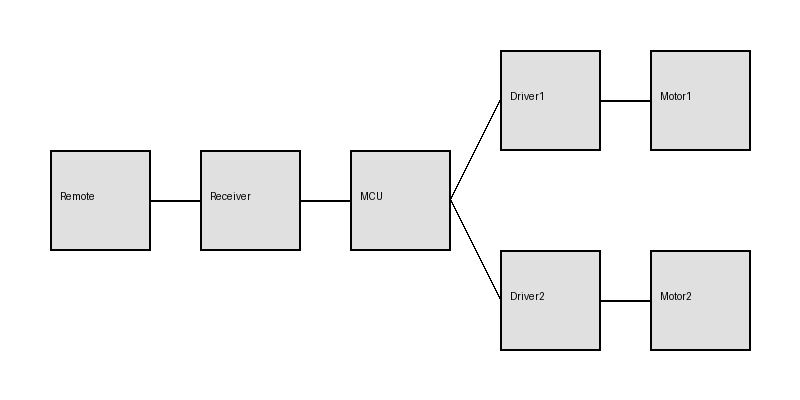 Remote
Receiver
MCU
Driver1
Motor1
Driver2
Motor2